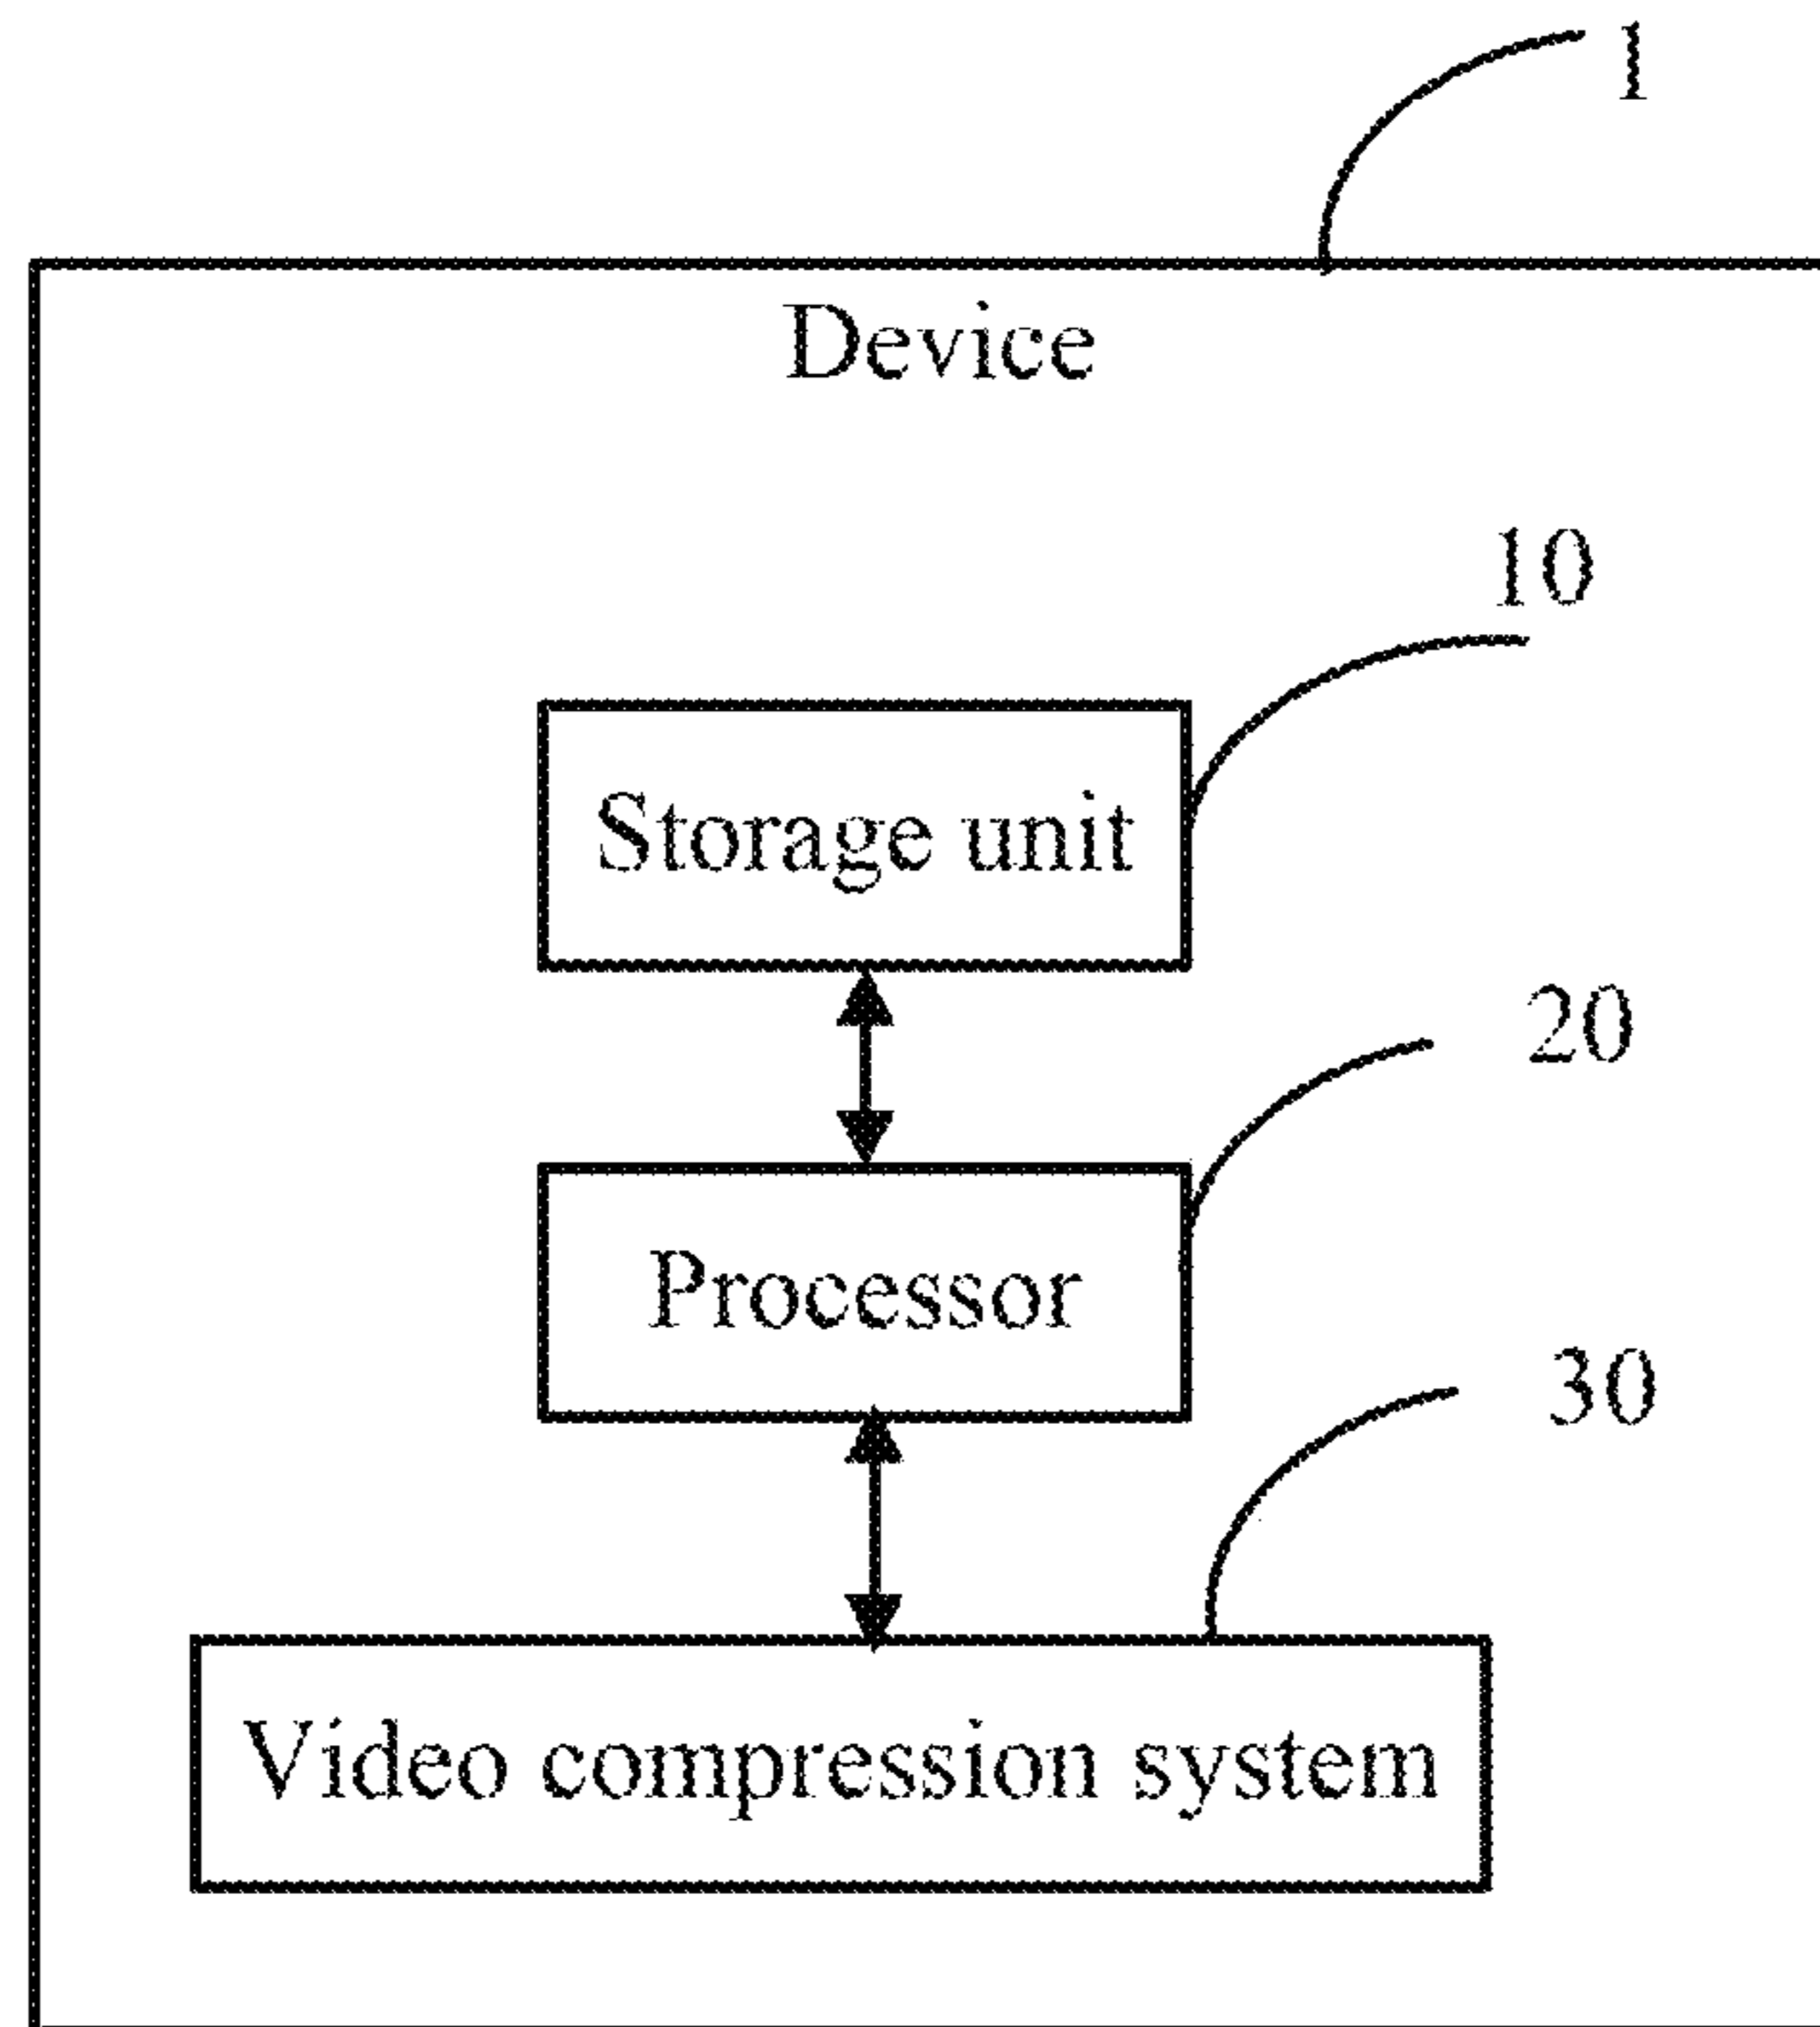 1
Device
10
Storage unit
20
Processor
30
Video compression system